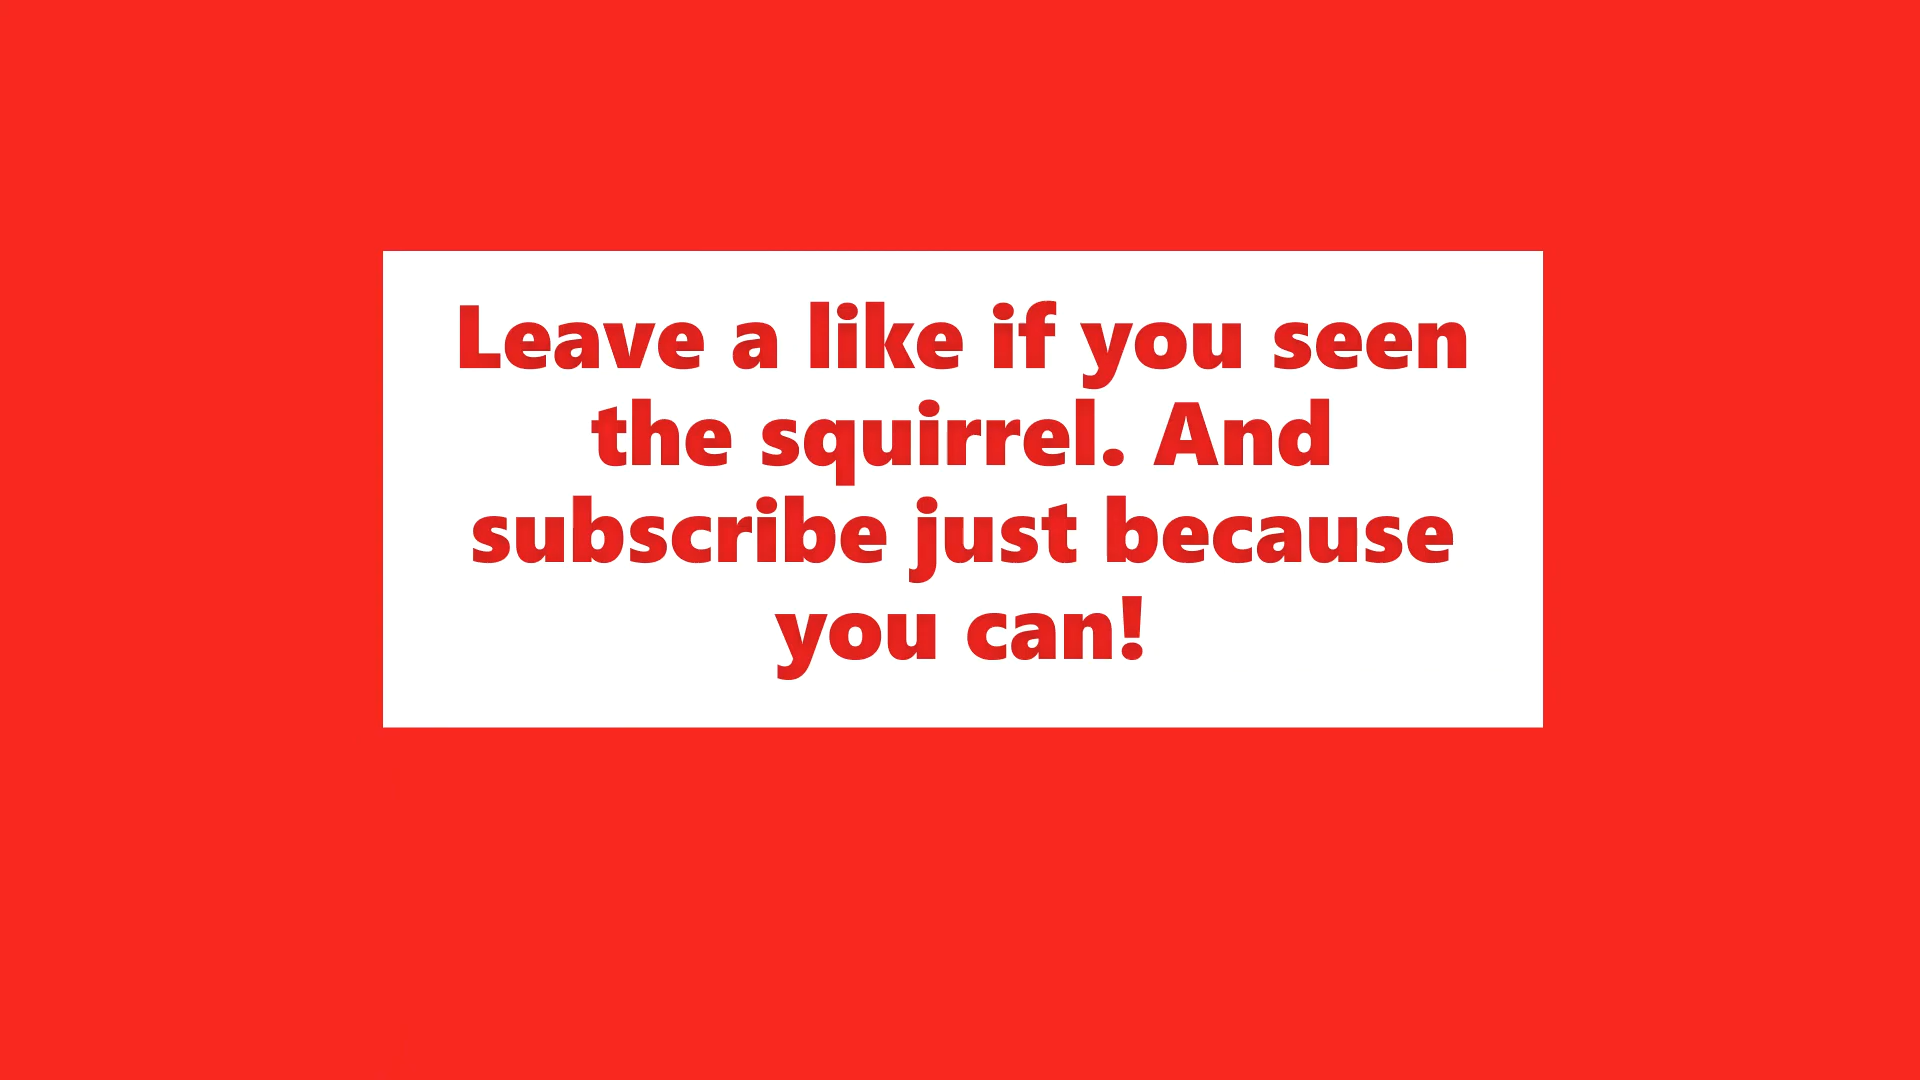 Leave a like if you seen
the squirrel. And
subscribe just because
you can!